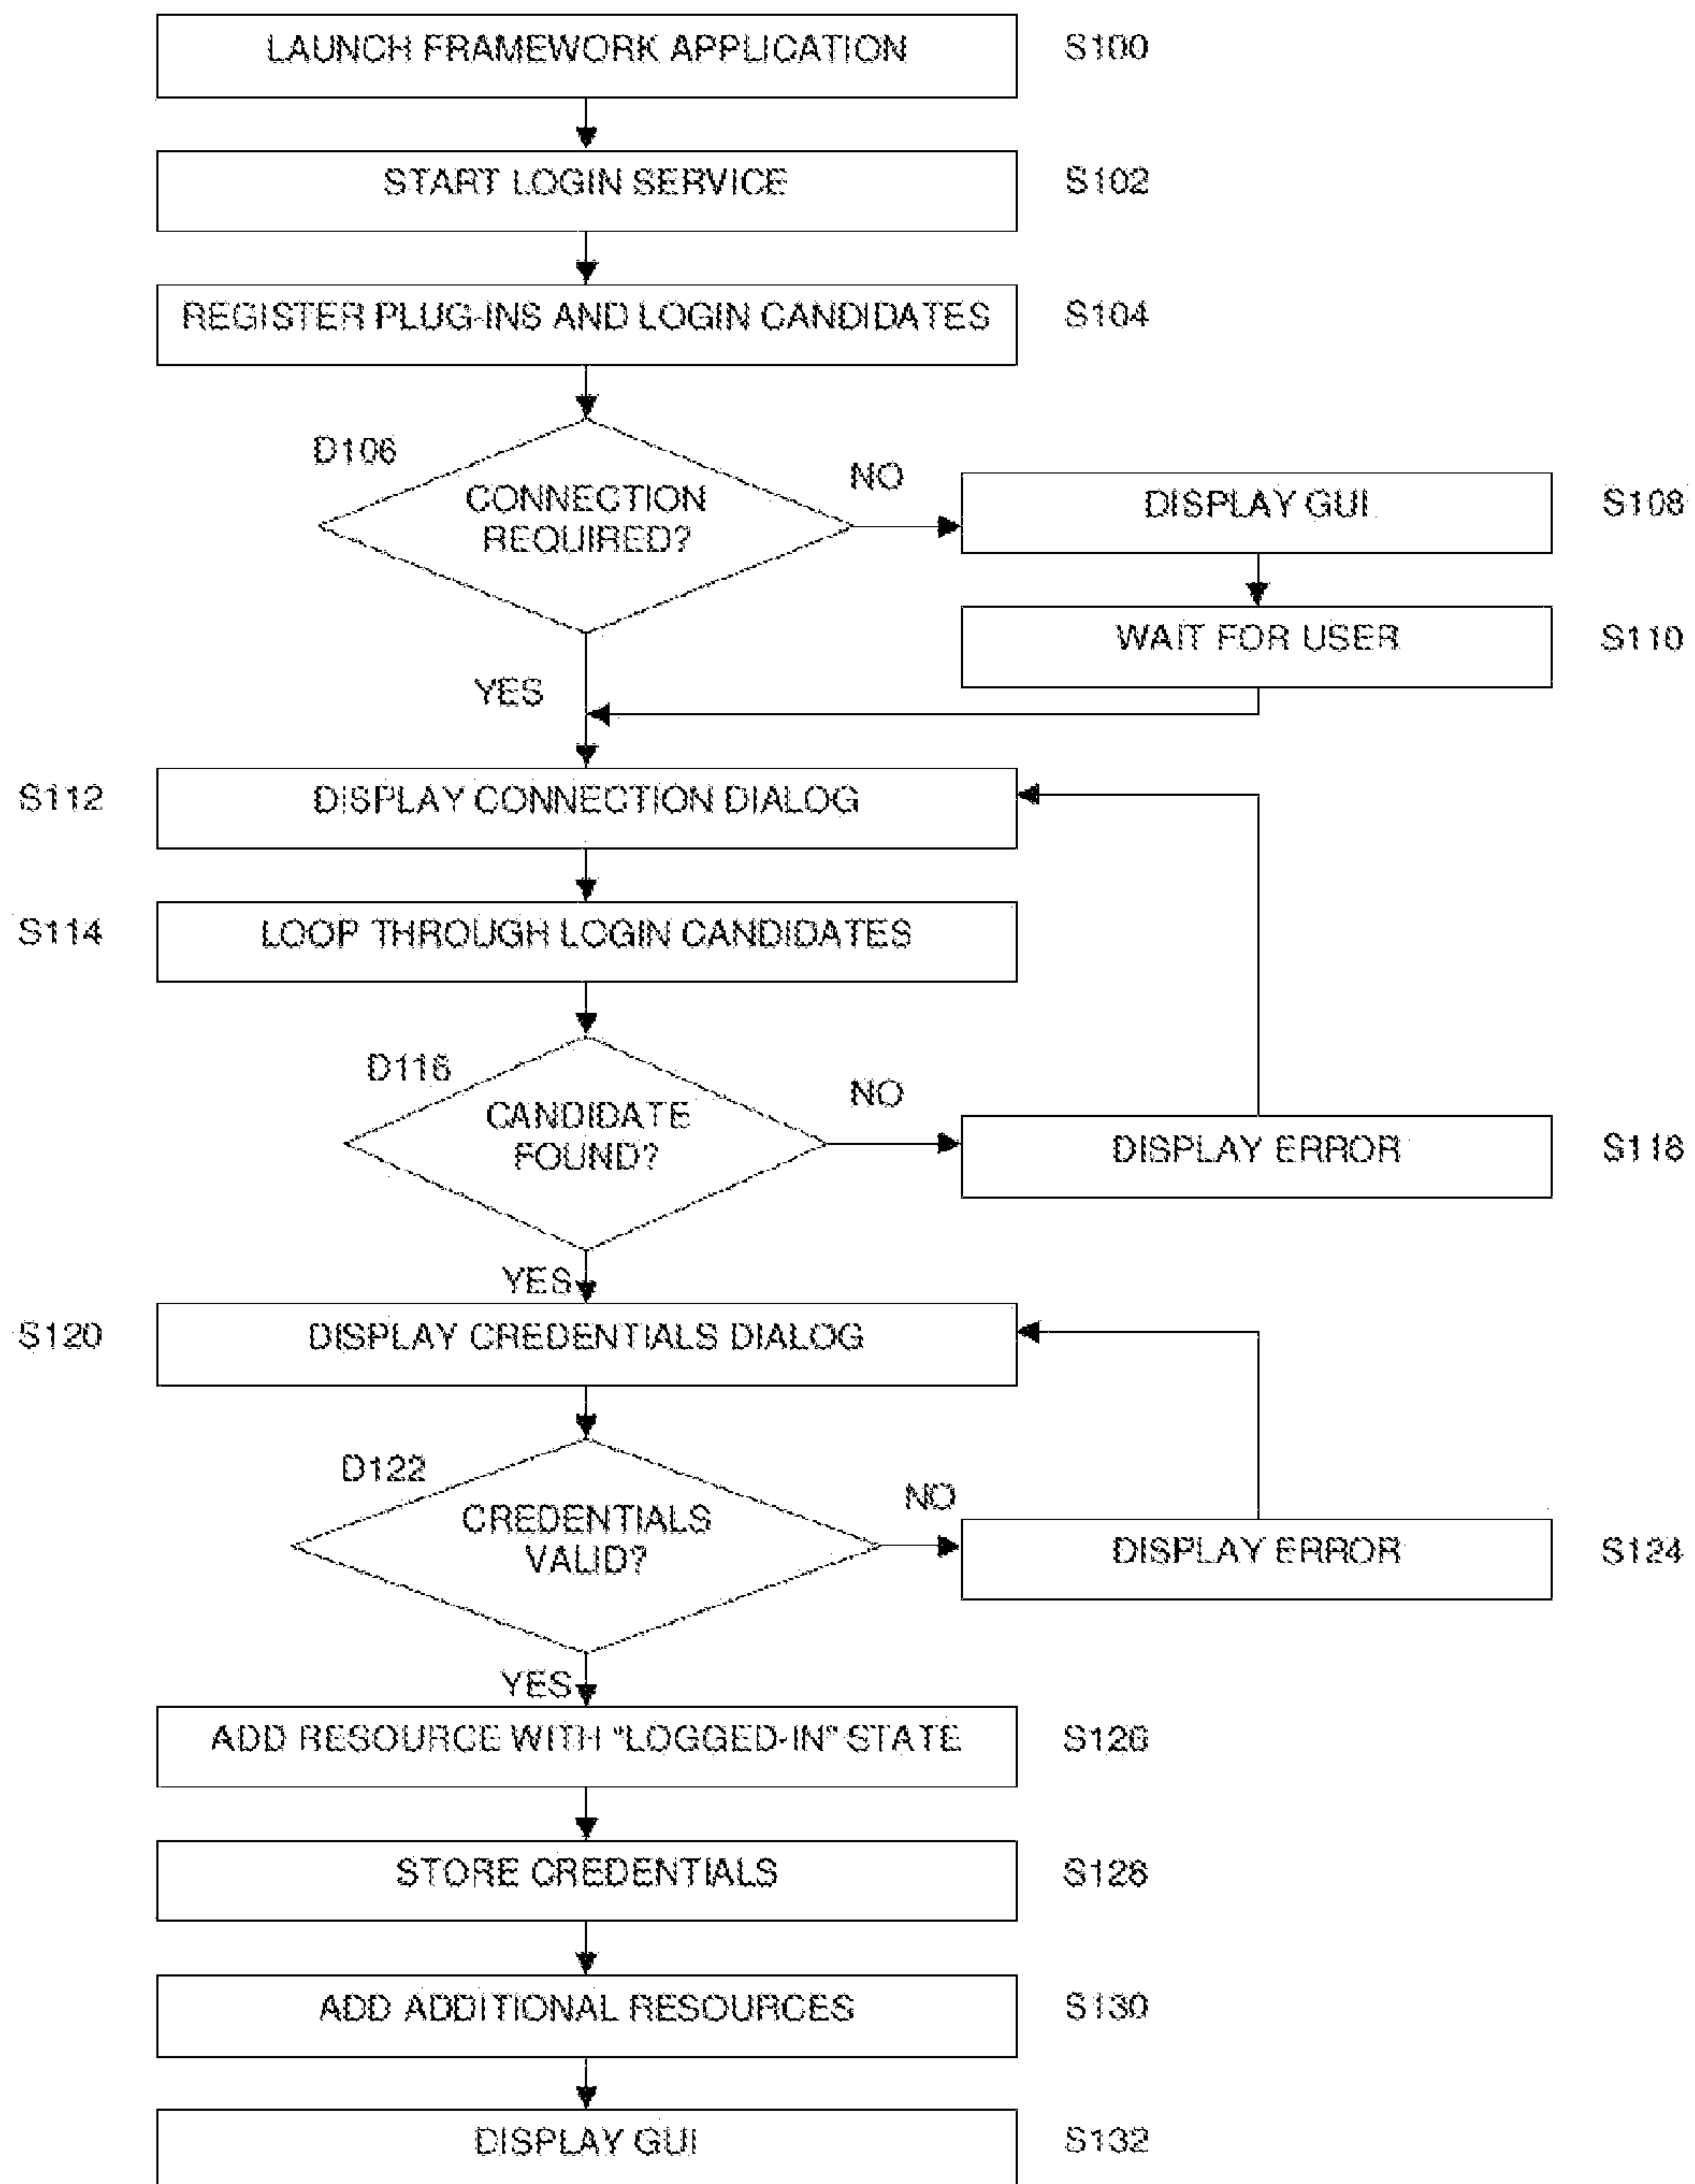 LAUNCH FRAMEWORK APPLICATION S100
START LOGIN SERVICE S102
REGISTER PLUG-INS AND LOGIN CANDIDATES S104
D106
CONNECTION
REQUIRED?
NO
DISPLAY GUI S108
WAIT FOR USER S110
YES
S112 DISPLAY CONNECTION DIALOG
S114 LOOP THROUGH LOGIN CANDIDATES
D116
CANDIDATE
FOUND?
NO
DISPLAY ERROR S118
YES
S120 DISPLAY CREDENTIALS DIALOG
D122
CREDENTIALS
VALID?
NO
DISPLAY ERROR S124
YES
ADD RESOURCE WITH "LOGGED-IN" STATE S126
STORE CREDENTIALS S128
ADD ADDITIONAL RESOURCES S130
DISPLAY GUI S132